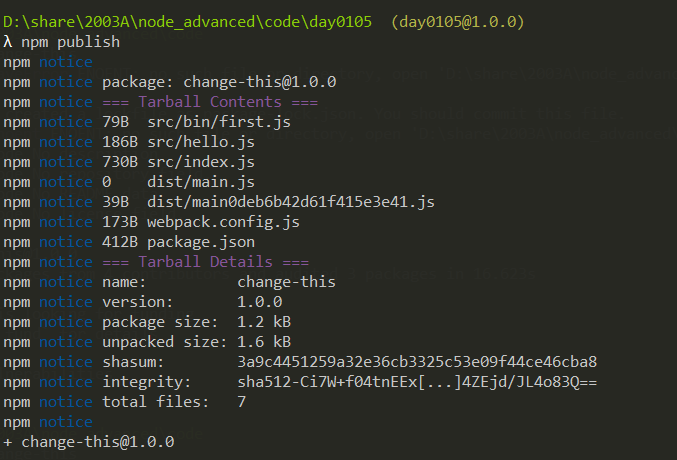 D:\share\2003A\node_advanced\code\day0105 (day0105@1.0.0)
λ npm publish
npm notice
npm notice package: change-this@1.0.0
npm notice === Tarball Contents ===
npm notice 79B src/bin/first.js
npm notice 186B src/hello.js
npm notice 730B src/index.js
npm notice 0 dist/main.js
npm notice 39B dist/main0deb6b42d61f415e3e41.js
npm notice 173B webpack.config.js
npm notice 412B package.json
npm notice === Tarball Details ===
npm notice name: change-this
npm notice version: 1.0.0
npm notice package size: 1.2 kB
npm notice unpacked size: 1.6 kB
npm notice shasum: 3a9c4451259a32e36cb3325c53e09f44ce46cba8
npm notice integrity: sha512-Ci7W+f04tnEEx[...]4ZEjd/JL4o83Q==
npm notice total files: 7
npm notice
+ change-this@1.0.0